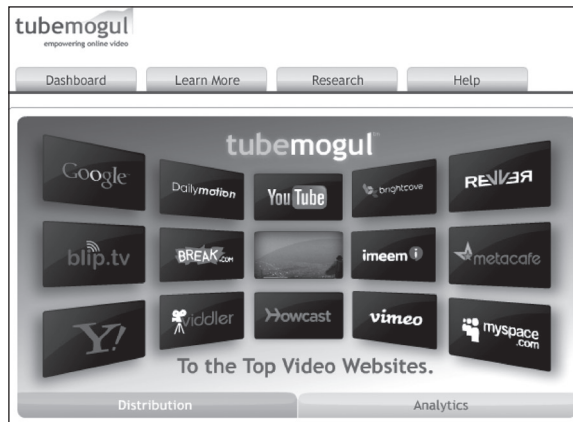 tubemogul
empowering online video
Dashboard Learn More Research Help
tubemogul
Google Dailymotion You Tube brightcove REVVER
blip.tv BREAK.COM imeem i metacafe
Y! viddler Howcast vimeo myspace.com
To the Top Video Websites.
Distribution Analytics